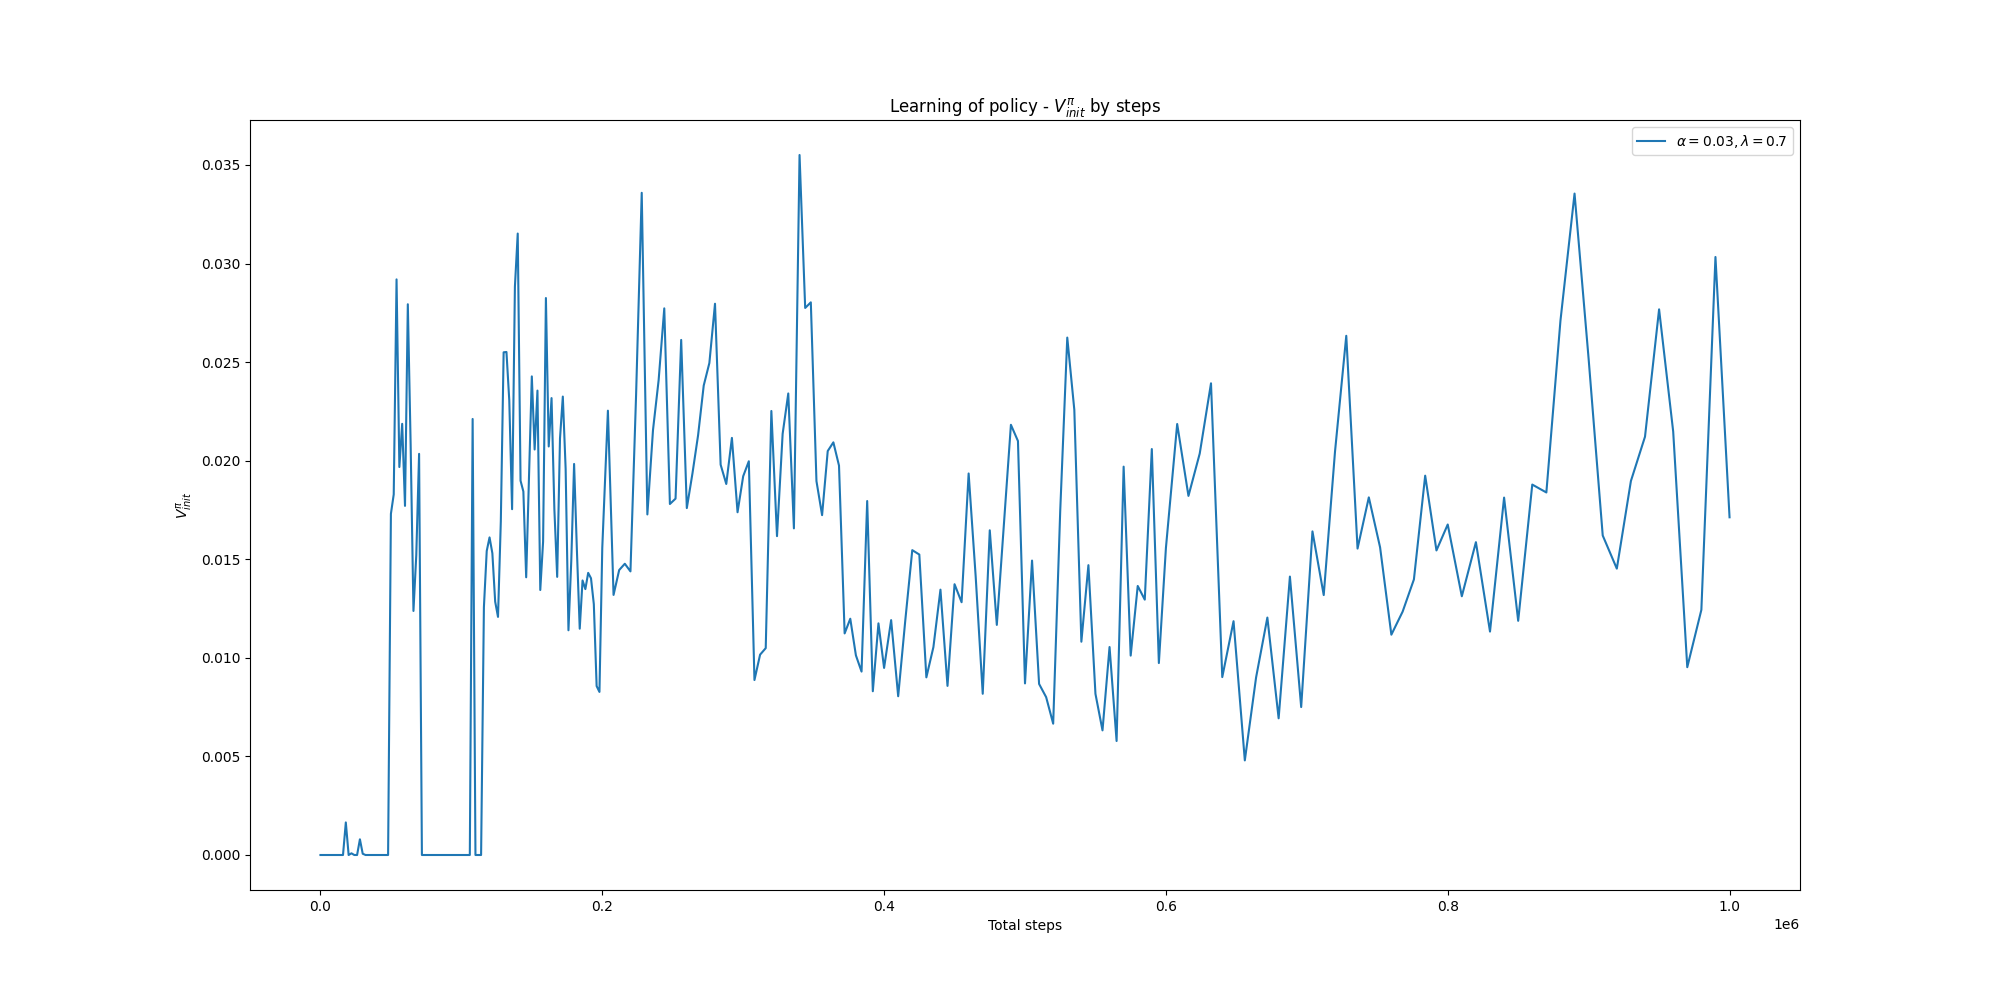 Learning of policy - $V^{\pi}_{init}$ by steps
α = 0.03, λ = 0.7
0.035
0.030
0.025
0.020
$V^{\pi}_{init}$
0.015
0.010
0.005
0.000
0.0 0.2 0.4 0.6 0.8 1.0
Total steps
1e6